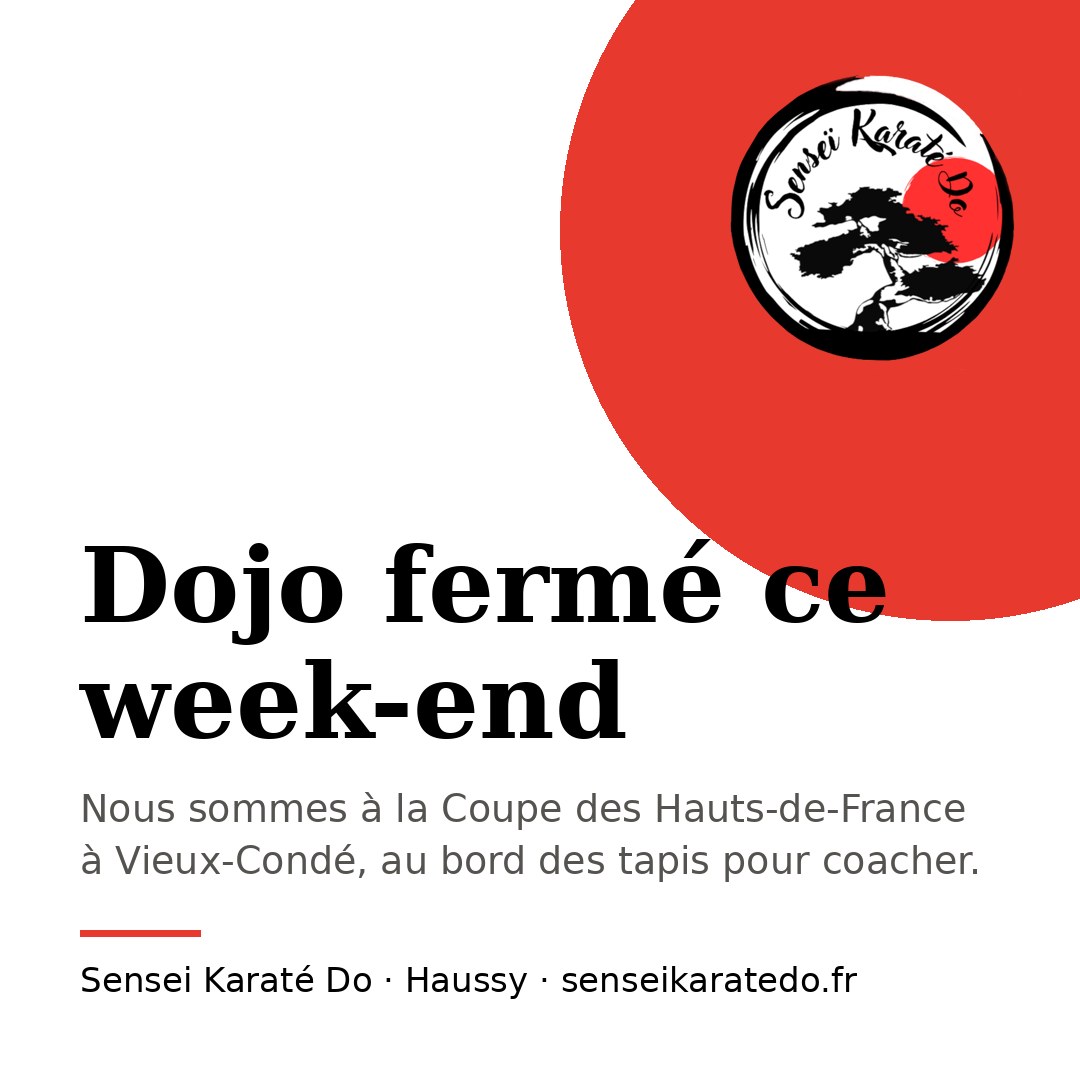 Senseï Karaté Do
Dojo fermé ce
week-end
Nous sommes à la Coupe des Hauts-de-France
à Vieux-Condé, au bord des tapis pour coacher.
Sensei Karaté Do · Haussy · senseikaratedo.fr